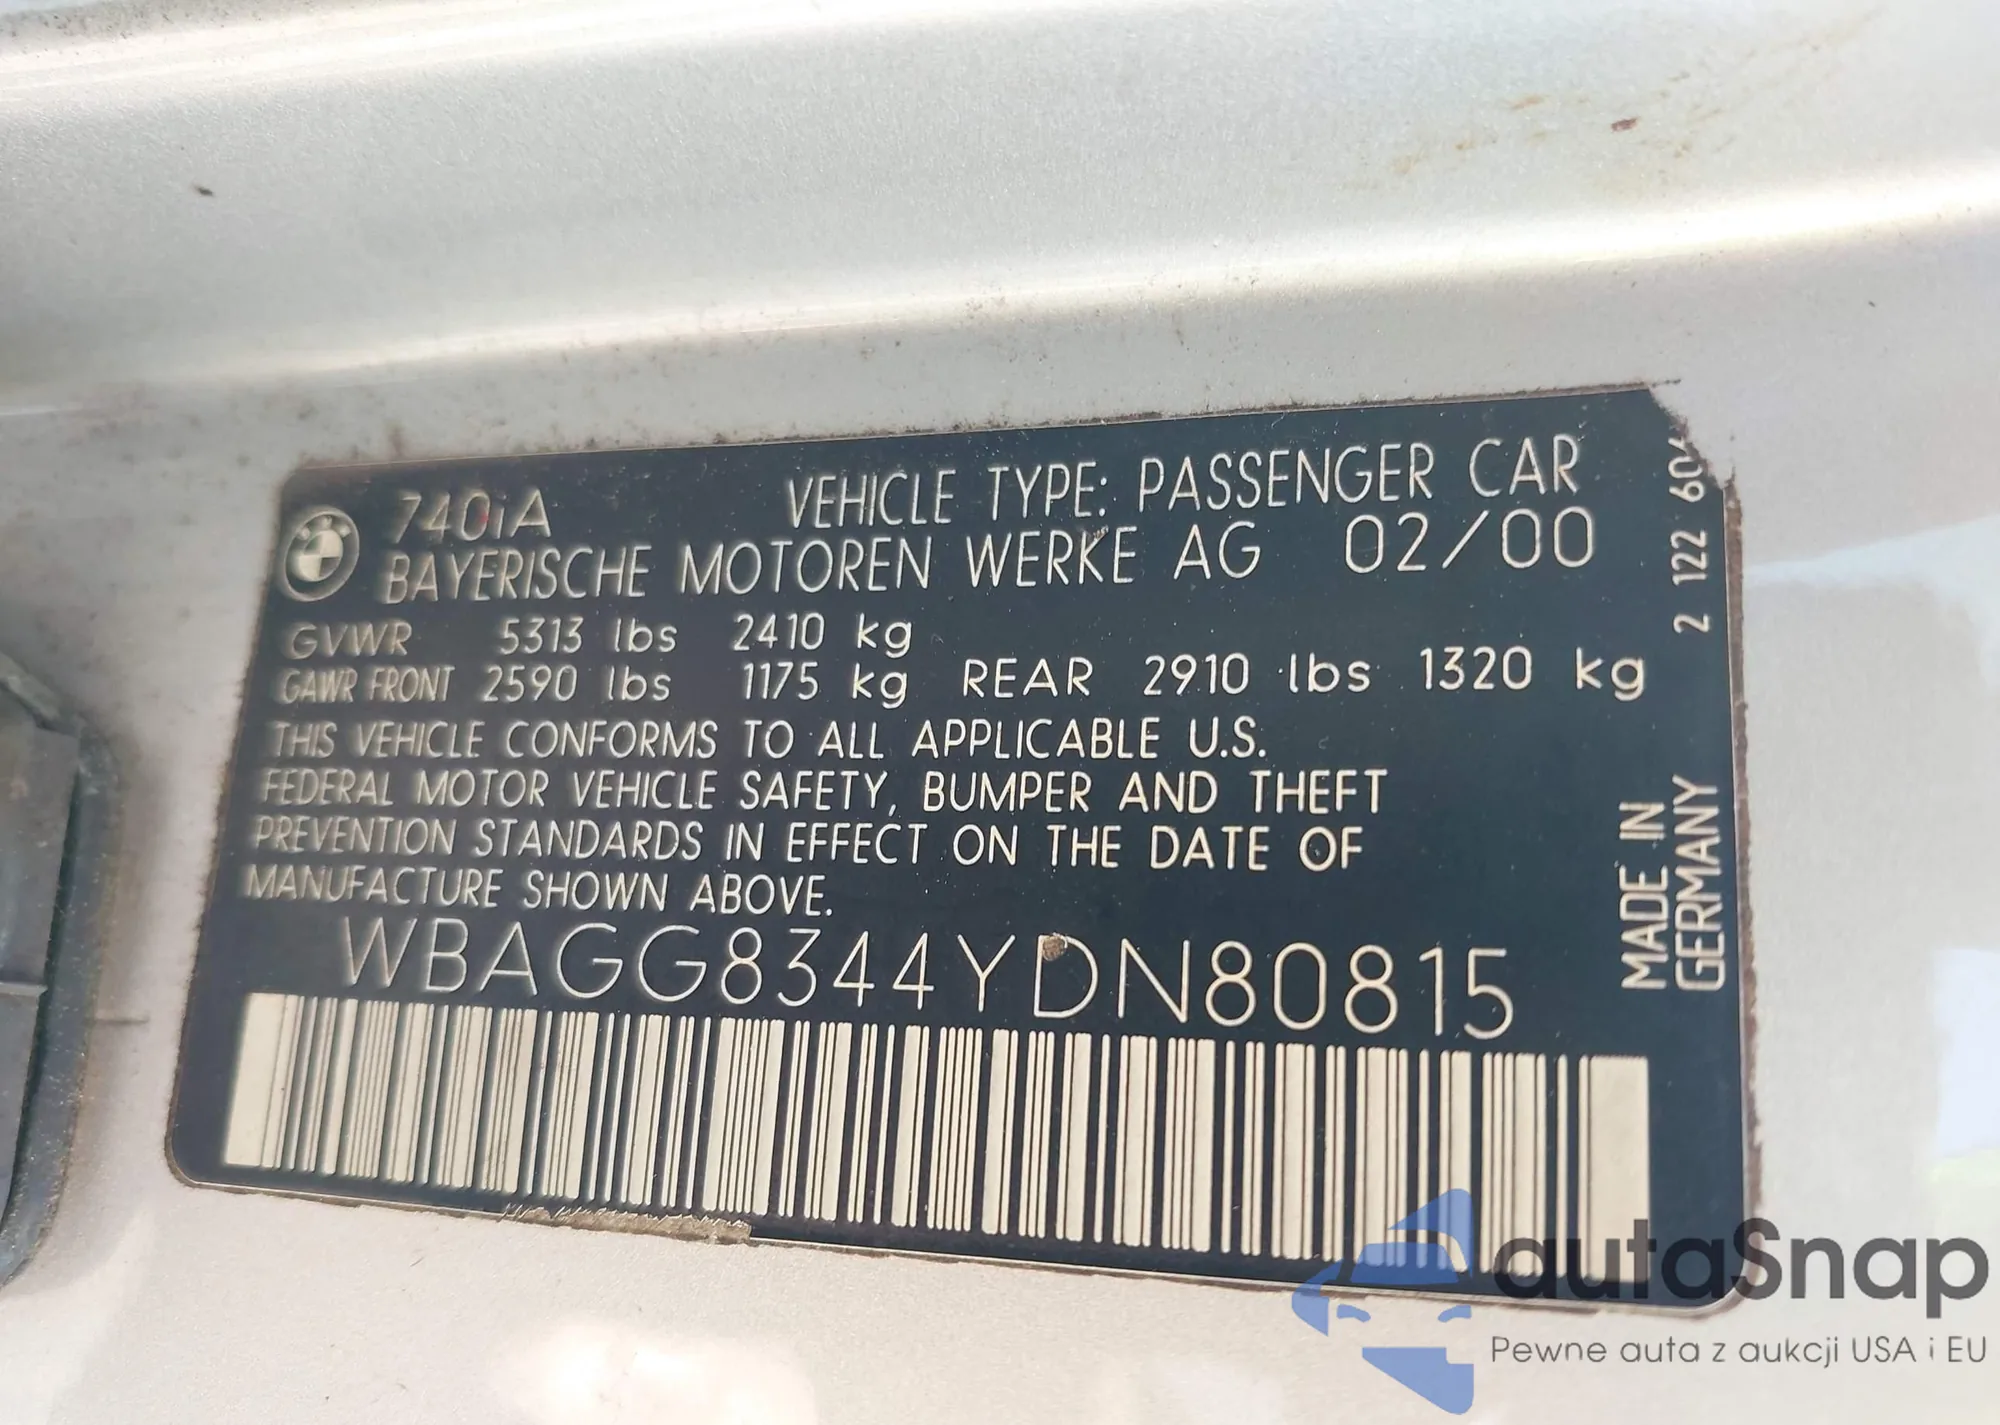 740iA VEHICLE TYPE: PASSENGER CAR
BAYERISCHE MOTOREN WERKE AG 02/00
GVWR 5313 lbs 2410 kg
GAWR FRONT 2590 lbs 1175 kg REAR 2910 lbs 1320 kg
THIS VEHICLE CONFORMS TO ALL APPLICABLE U.S.
FEDERAL MOTOR VEHICLE SAFETY, BUMPER AND THEFT
PREVENTION STANDARDS IN EFFECT ON THE DATE OF
MANUFACTURE SHOWN ABOVE.
WBAGG8344YDN80815
2 122
MADE IN
GERMANY
autaSnap
Pewne auta z aukcji USA i EU